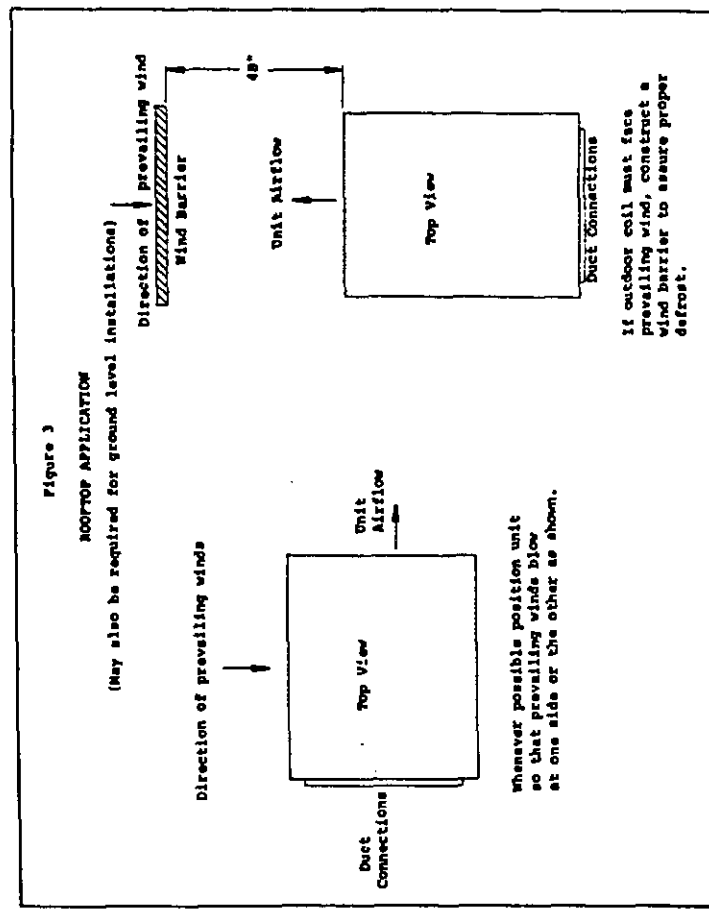 Figure 3
ROOFTOP APPLICATION
(May also be required for ground level installations)
Direction of prevailing winds
Top View
Unit
Airflow
Duct
Connections
Whenever possible position unit
so that prevailing winds blow
at one side or the other as shown.
Direction of prevailing wind
Wind Barrier
48"
Unit Airflow
Top View
Duct Connections
If outdoor coil must face
prevailing wind, construct a
wind barrier to assure proper
defrost.